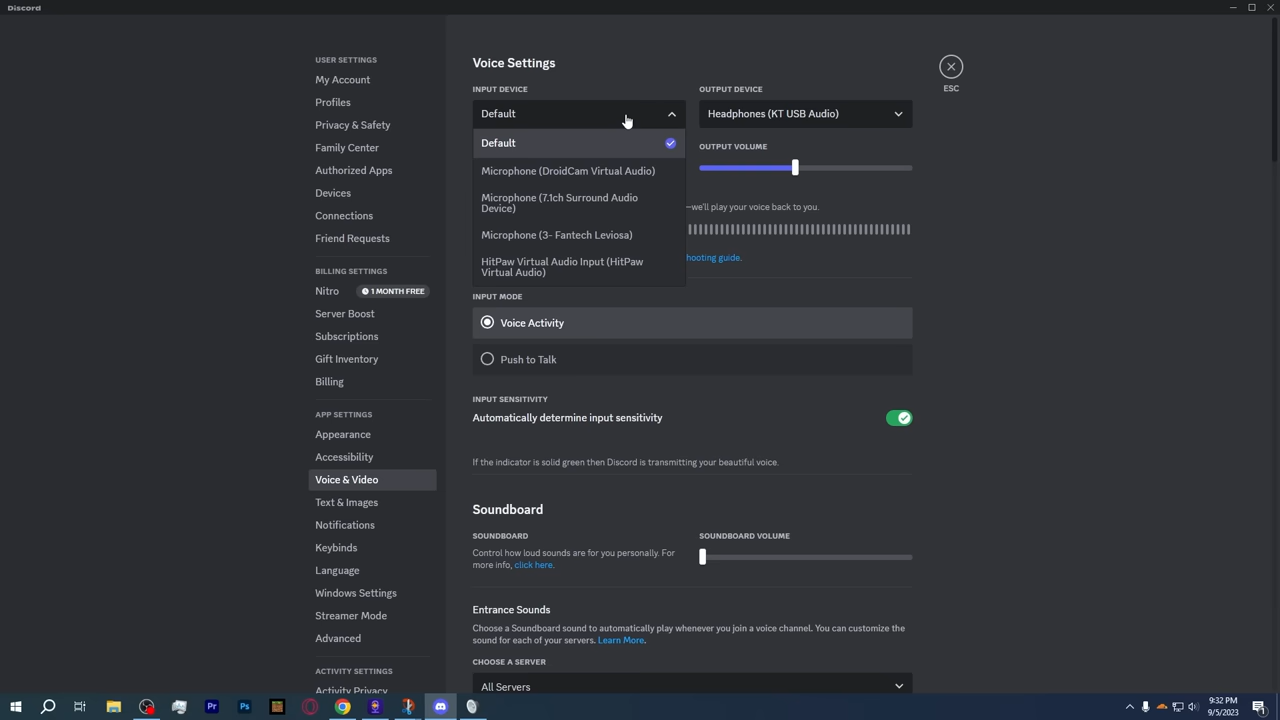 Discord
USER SETTINGS
My Account
Profiles
Privacy & Safety
Family Center
Authorized Apps
Devices
Connections
Friend Requests
BILLING SETTINGS
Nitro
1 MONTH FREE
Server Boost
Subscriptions
Gift Inventory
Billing
APP SETTINGS
Appearance
Accessibility
Voice & Video
Text & Images
Notifications
Keybinds
Language
Windows Settings
Streamer Mode
Advanced
ACTIVITY SETTINGS
Activity Privacy
Voice Settings
INPUT DEVICE
Default
Default
Microphone (DroidCam Virtual Audio)
Microphone (7.1ch Surround Audio
Device)
Microphone (3- Fantech Leviosa)
HitPaw Virtual Audio Input (HitPaw
Virtual Audio)
OUTPUT DEVICE
Headphones (KT USB Audio)
OUTPUT VOLUME
—we'll play your voice back to you.
hooting guide.
ESC
INPUT MODE
Voice Activity
Push to Talk
INPUT SENSITIVITY
Automatically determine input sensitivity
If the indicator is solid green then Discord is transmitting your beautiful voice.
Soundboard
SOUNDBOARD
Control how loud sounds are for you personally. For
more info, click here.
SOUNDBOARD VOLUME
Entrance Sounds
Choose a Soundboard sound to automatically play whenever you join a voice channel. You can customize the
sound for each of your servers. Learn More.
CHOOSE A SERVER
All Servers
Pr
Ps
9:32 PM
9/5/2023
1